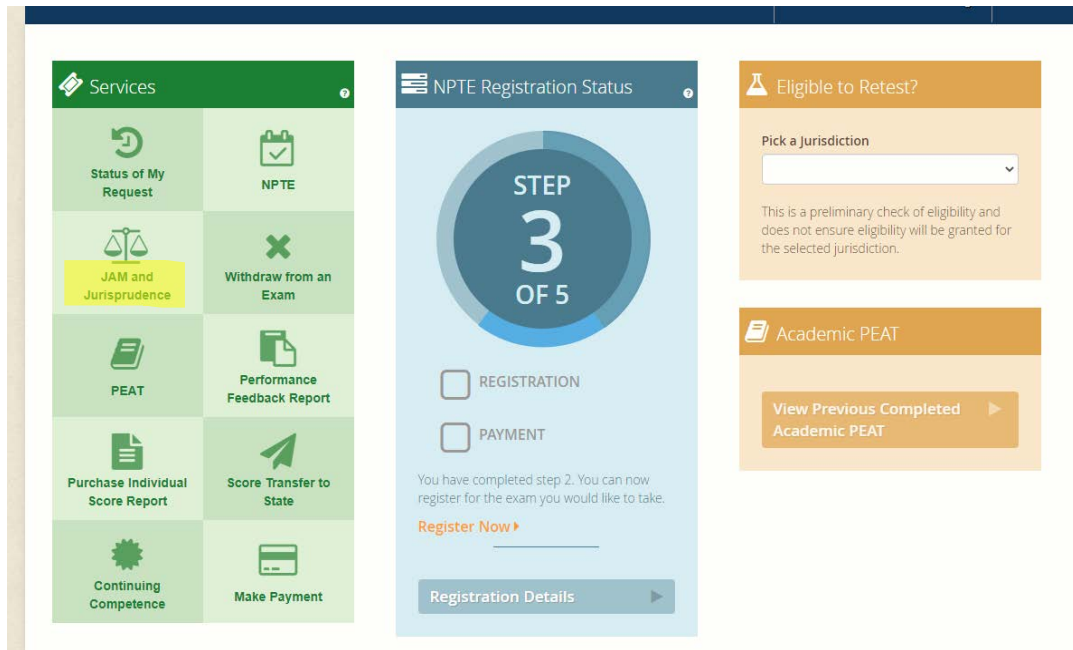 Services
Status of My
Request
NPTE
JAM and
Jurisprudence
Withdraw from an
Exam
PEAT
Performance
Feedback Report
Purchase Individual
Score Report
Score Transfer to
State
Continuing
Competence
Make Payment
NPTE Registration Status
STEP
3
OF 5
REGISTRATION
PAYMENT
You have completed step 2. You can now
register for the exam you would like to take.
Register Now
Registration Details
Eligible to Retest?
Pick a Jurisdiction
This is a preliminary check of eligibility and
does not ensure eligibility will be granted for
the selected jurisdiction.
Academic PEAT
View Previous Completed
Academic PEAT